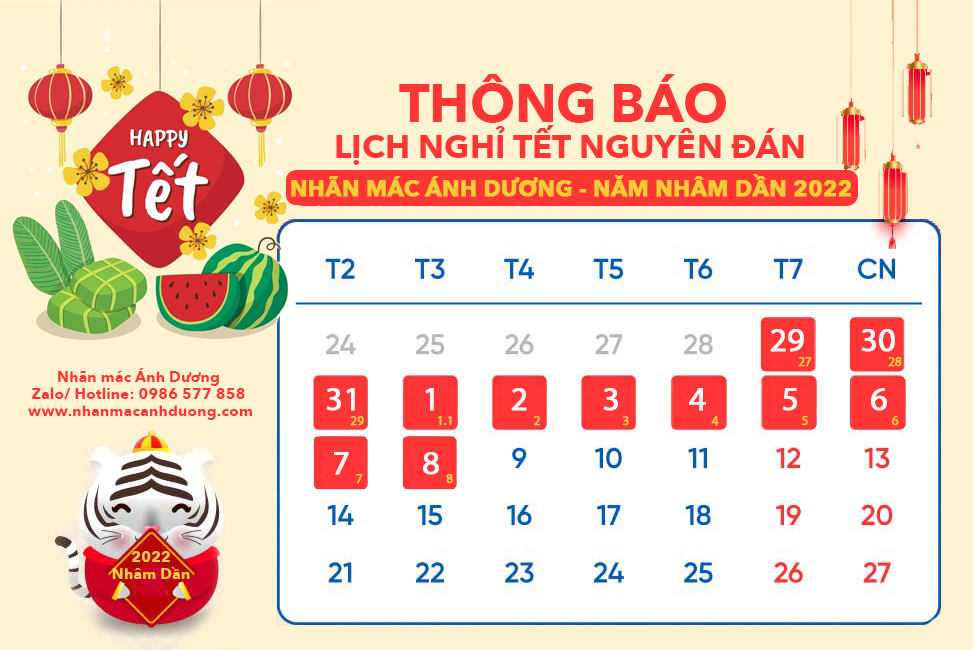 HAPPY
Tết
THÔNG BÁO
LỊCH NGHỈ TẾT NGUYÊN ĐÁN
NHÃN MÁC ÁNH DƯƠNG - NĂM NHÂM DẦN 2022
T2 T3 T4 T5 T6 T7 CN
24 25 26 27 28 29 27 30 28
31 29 1 1.1 2 2 3 3 4 4 5 5 6 6
7 7 8 8 9 10 11 12 13
14 15 16 17 18 19 20
21 22 23 24 25 26 27
Nhãn mác Ánh Dương
Zalo/ Hotline: 0986 577 858
www.nhanmacanhduong.com
2022
Nhâm Dần